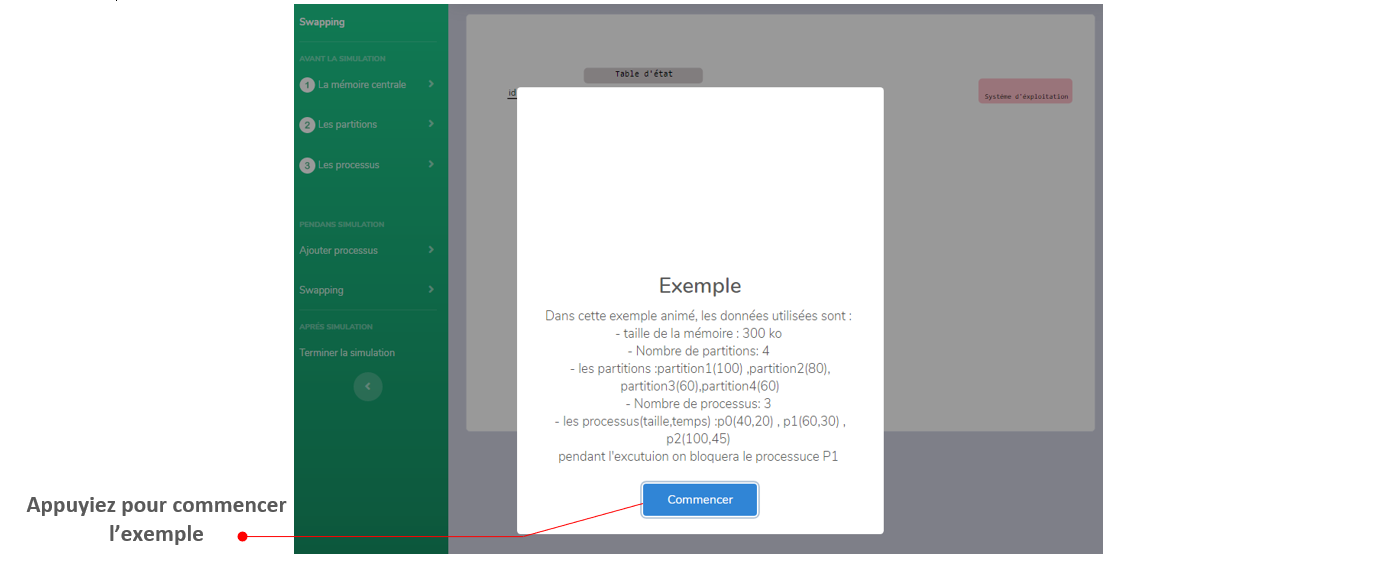 Swapping
AVANT LA SIMULATION
1 La mémoire centrale
2 Les partitions
3 Les processus
PENDANS SIMULATION
Ajouter processus
Swapping
APRÉS SIMULATION
Terminer la simulation
Table d'état
id
Systéme d'éxploitation
Exemple
Dans cette exemple animé, les données utilisées sont :
- taille de la mémoire : 300 ko
- Nombre de partitions: 4
- les partitions :partition1(100) ,partition2(80),
partition3(60),partition4(60)
- Nombre de processus: 3
- les processus(taille,temps) :p0(40,20) , p1(60,30) ,
p2(100,45)
pendant l'excutuion on bloquera le processuce P1
Commencer
Appuyiez pour commencer
l’exemple